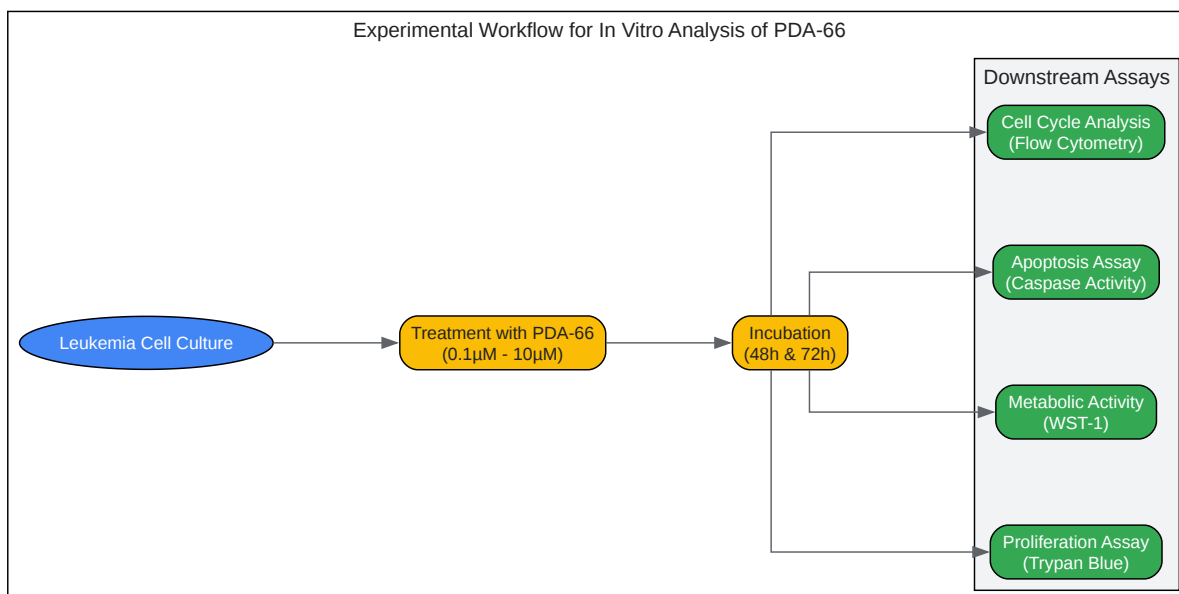 Experimental Workflow for In Vitro Analysis of PDA-66
Downstream Assays
Cell Cycle Analysis
(Flow Cytometry)
Apoptosis Assay
(Caspase Activity)
Leukemia Cell Culture
Treatment with PDA-66
(0.1µM - 10µM)
Incubation
(48h & 72h)
Metabolic Activity
(WST-1)
Proliferation Assay
(Trypan Blue)